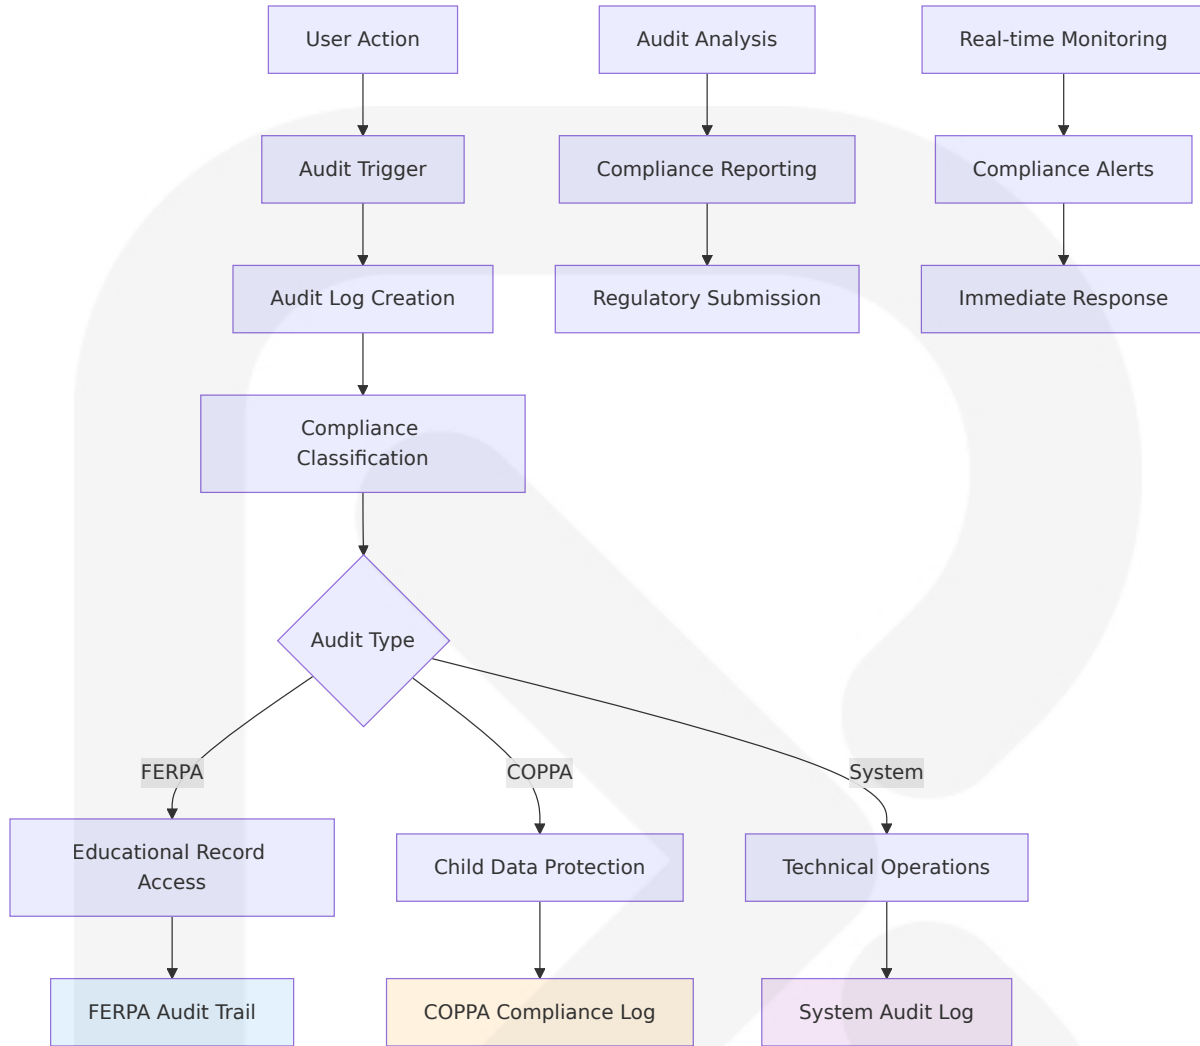 User Action
Audit Analysis
Real-time Monitoring
Audit Trigger
Compliance Reporting
Compliance Alerts
Audit Log Creation
Regulatory Submission
Immediate Response
Compliance
Classification
Audit Type
FERPA
COPPA
System
Educational Record
Access
Child Data Protection
Technical Operations
FERPA Audit Trail
COPPA Compliance Log
System Audit Log